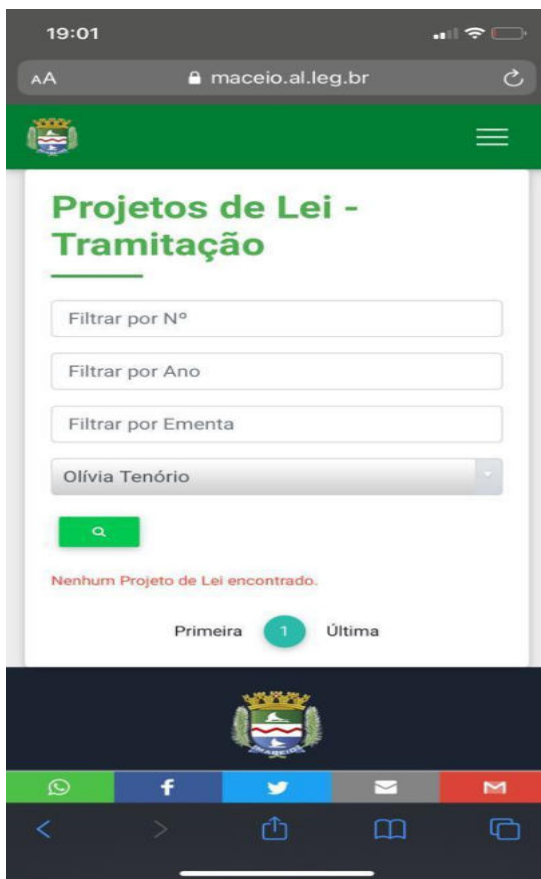 19:01
AA maceio.al.leg.br
Projetos de Lei -
Tramitação
Filtrar por Nº
Filtrar por Ano
Filtrar por Ementa
Olívia Tenório
Nenhum Projeto de Lei encontrado.
Primeira 1 Última
MACEIÓ